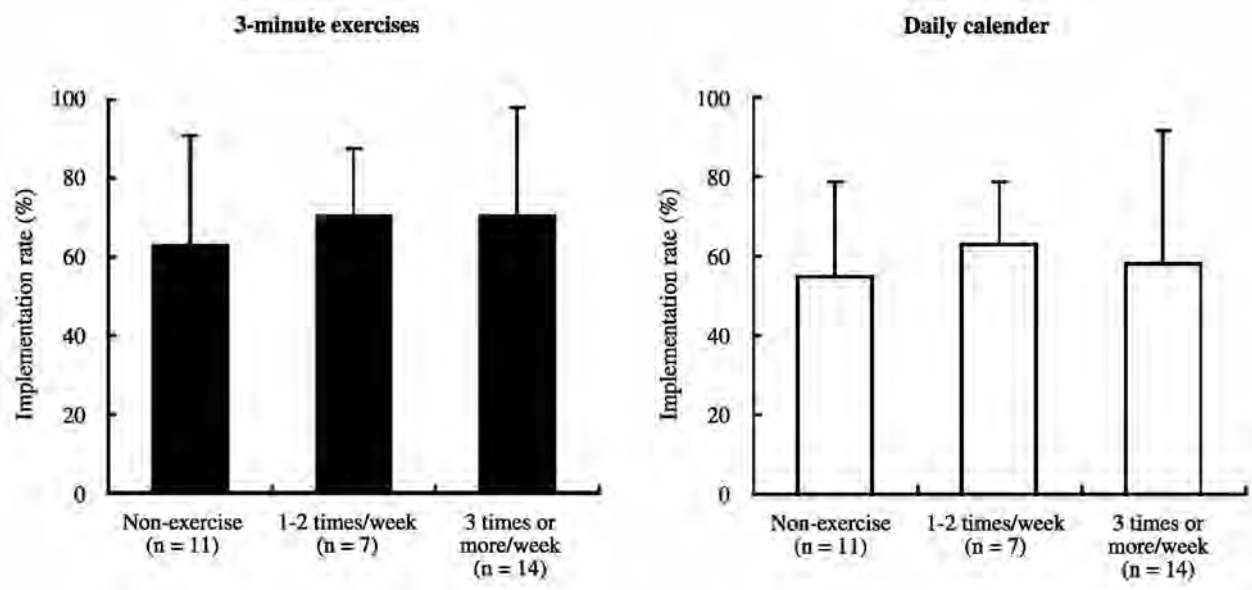 3-minute exercises
Implementation rate (%)
100
80
60
40
20
0
Non-exercise
(n = 11)
1-2 times/week
(n = 7)
3 times or
more/week
(n = 14)
Daily calender
Implementation rate (%)
100
80
60
40
20
0
Non-exercise
(n = 11)
1-2 times/week
(n = 7)
3 times or
more/week
(n = 14)